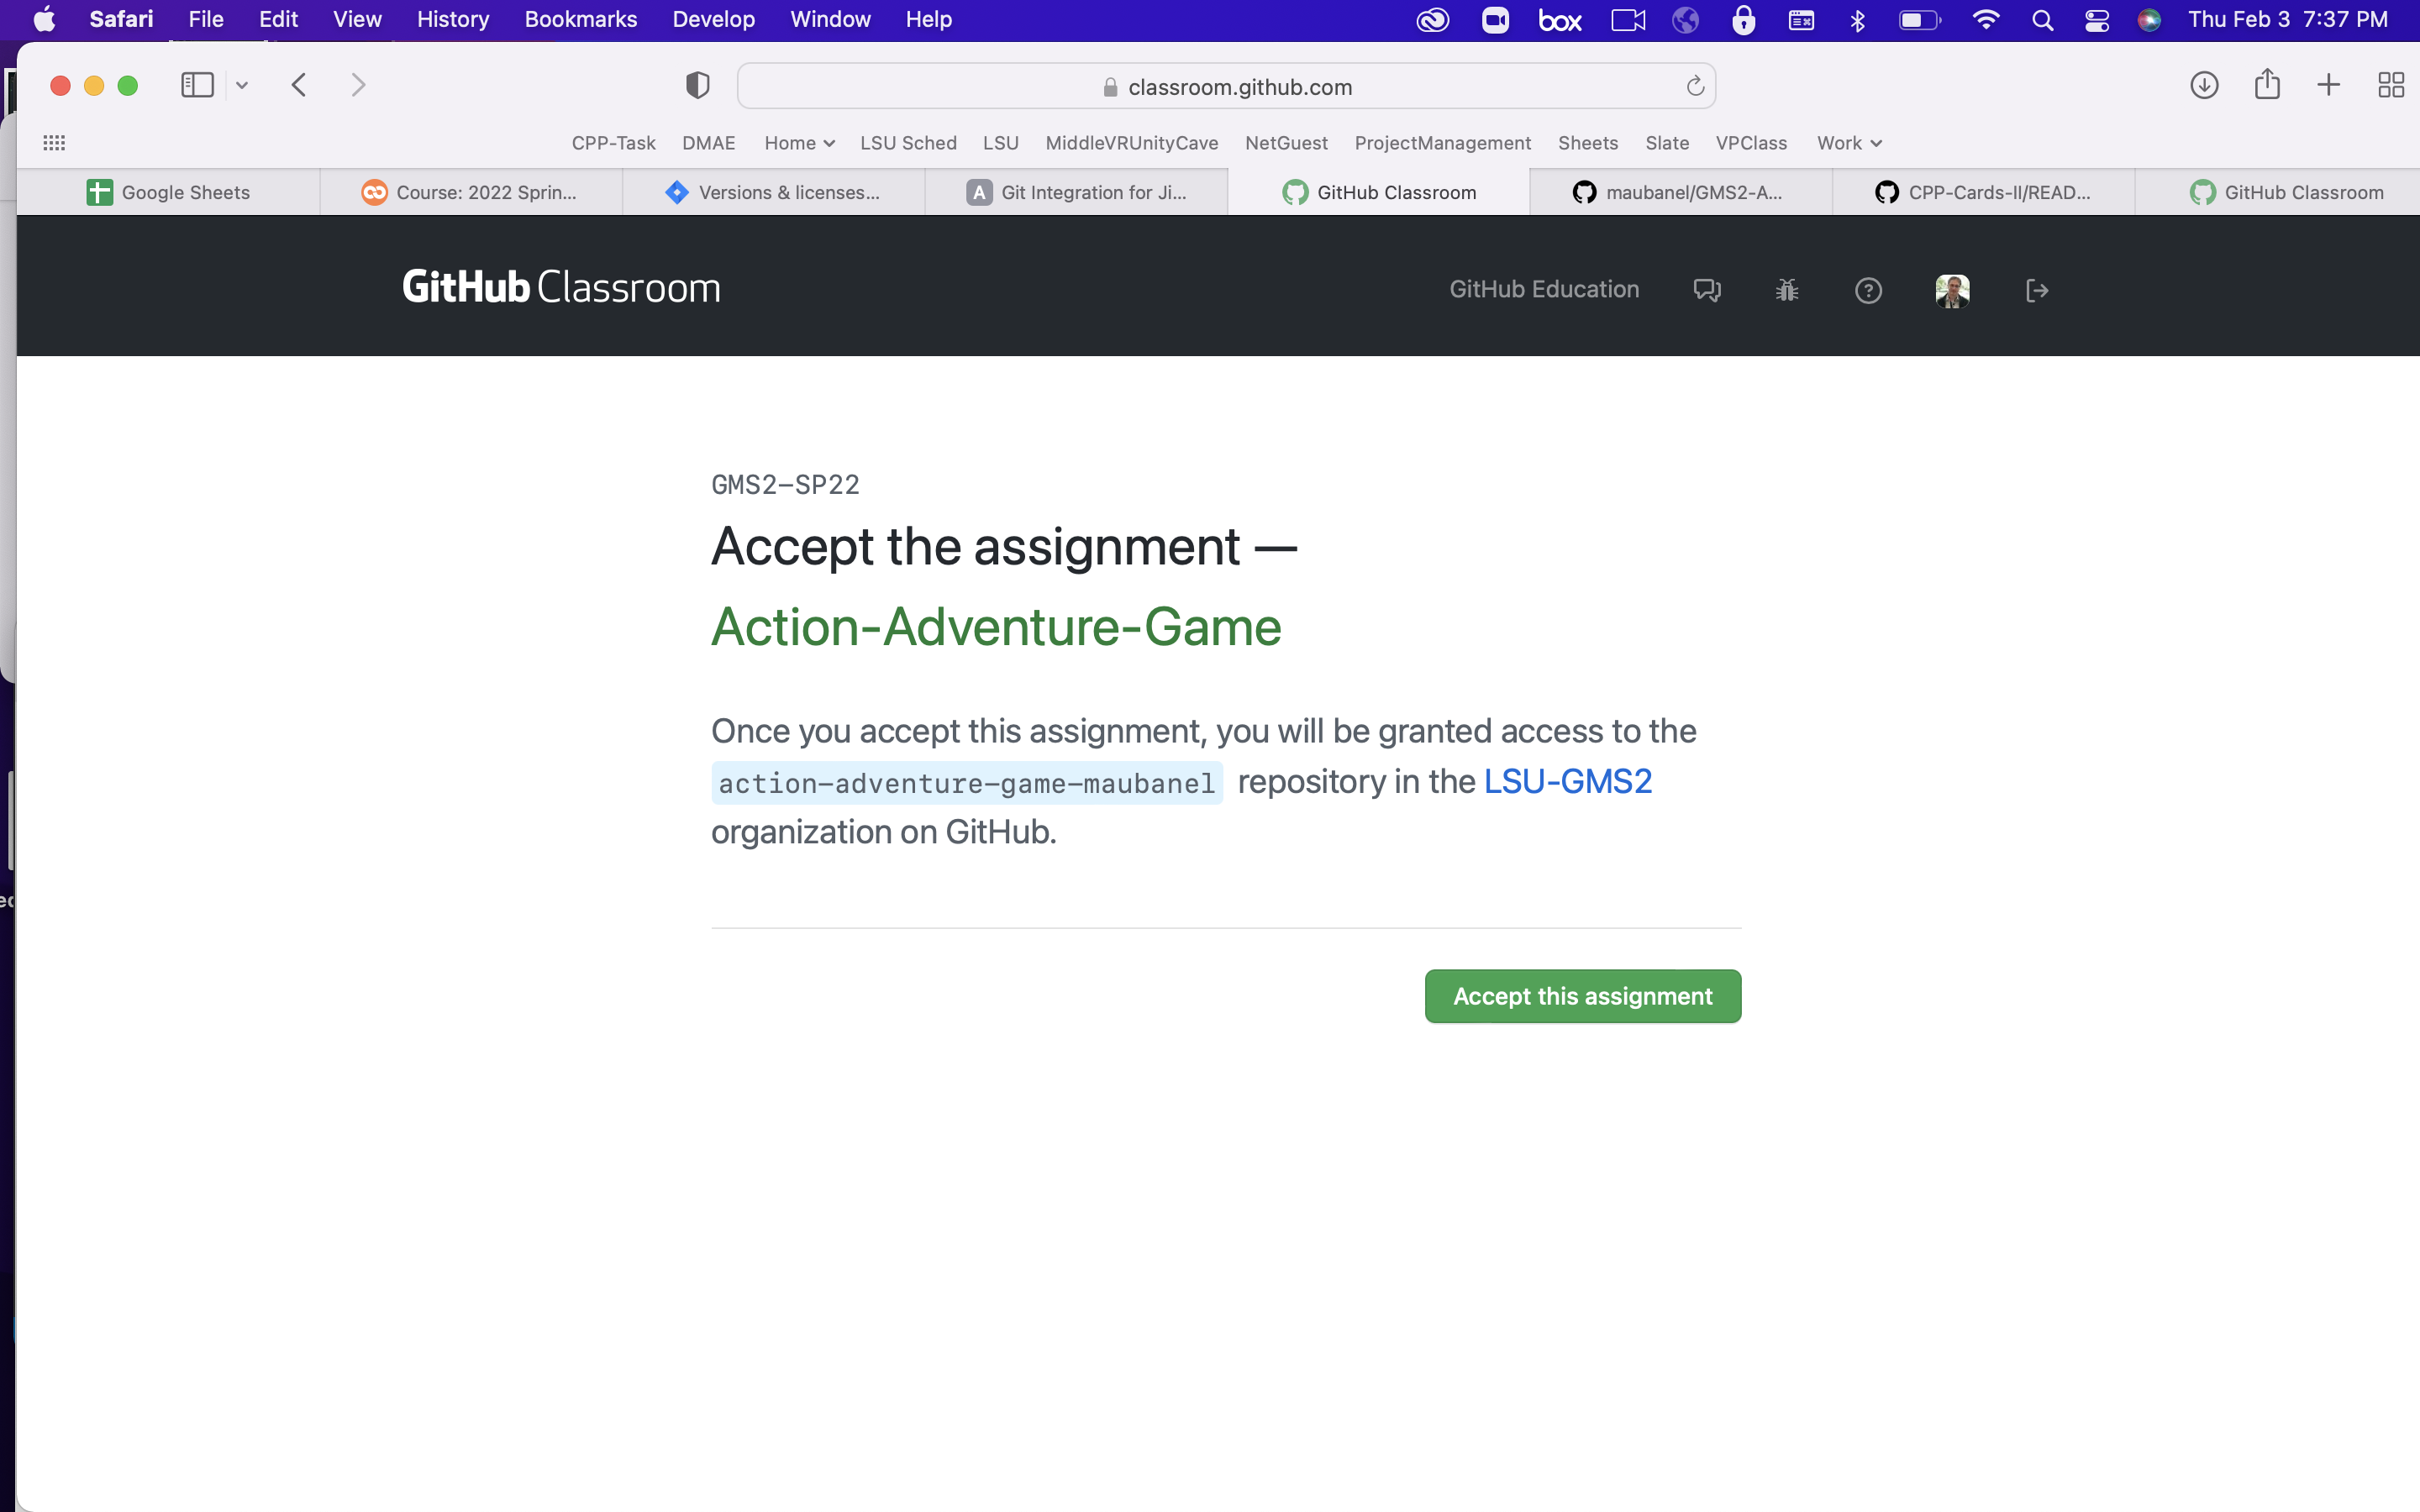 Safari File Edit View History Bookmarks Develop Window Help box Thu Feb 3 7:37 PM
classroom.github.com
CPP-Task DMAE Home LSU Sched LSU MiddleVRUnityCave NetGuest ProjectManagement Sheets Slate VPClass Work
Google Sheets Course: 2022 Sprin... Versions & licenses... A Git Integration for Ji... GitHub Classroom maubanel/GMS2-A... CPP-Cards-II/READ... GitHub Classroom
GitHub Classroom GitHub Education
GMS2-SP22
Accept the assignment —
Action-Adventure-Game
Once you accept this assignment, you will be granted access to the
action-adventure-game-maubanel repository in the LSU-GMS2
organization on GitHub.
Accept this assignment